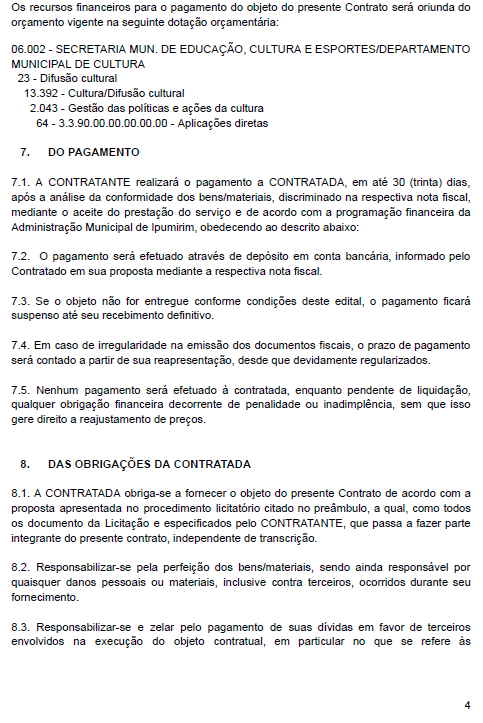 Os recursos financeiros para o pagamento do objeto do presente Contrato será oriunda do
orçamento vigente na seguinte dotação orçamentária:
06.002 - SECRETARIA MUN. DE EDUCAÇÃO, CULTURA E ESPORTES/DEPARTAMENTO
MUNICIPAL DE CULTURA
23 - Difusão cultural
13.392 - Cultura/Difusão cultural
2.043 - Gestão das políticas e ações da cultura
64 - 3.3.90.00.00.00.00.00 - Aplicações diretas
7. DO PAGAMENTO
7.1. A CONTRATANTE realizará o pagamento a CONTRATADA, em até 30 (trinta) dias,
após a análise da conformidade dos bens/materiais, discriminado na respectiva nota fiscal,
mediante o aceite do prestação do serviço e de acordo com a programação financeira da
Administração Municipal de Ipumirim, obedecendo ao descrito abaixo:
7.2. O pagamento será efetuado através de depósito em conta bancária, informado pelo
Contratado em sua proposta mediante a respectiva nota fiscal.
7.3. Se o objeto não for entregue conforme condições deste edital, o pagamento ficará
suspenso até seu recebimento definitivo.
7.4. Em caso de irregularidade na emissão dos documentos fiscais, o prazo de pagamento
será contado a partir de sua reapresentação, desde que devidamente regularizados.
7.5. Nenhum pagamento será efetuado à contratada, enquanto pendente de liquidação,
qualquer obrigação financeira decorrente de penalidade ou inadimplência, sem que isso
gere direito a reajustamento de preços.
8. DAS OBRIGAÇÕES DA CONTRATADA
8.1. A CONTRATADA obriga-se a fornecer o objeto do presente Contrato de acordo com a
proposta apresentada no procedimento licitatório citado no preâmbulo, a qual, como todos
os documento da Licitação e especificados pelo CONTRATANTE, que passa a fazer parte
integrante do presente contrato, independente de transcrição.
8.2. Responsabilizar-se pela perfeição dos bens/materiais, sendo ainda responsável por
quaisquer danos pessoais ou materiais, inclusive contra terceiros, ocorridos durante seu
fornecimento.
8.3. Responsabilizar-se e zelar pelo pagamento de suas dívidas em favor de terceiros
envolvidos na execução do objeto contratual, em particular no que se refere às
4